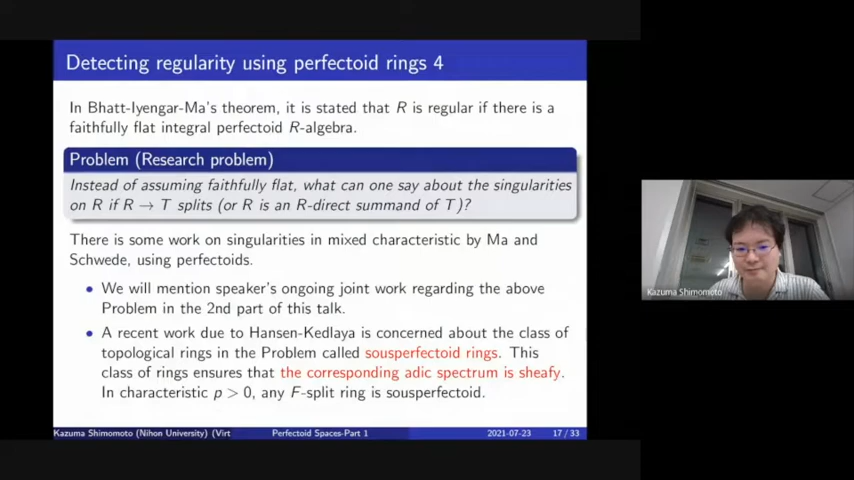 Detecting regularity using perfectoid rings 4
In Bhatt-Iyengar-Ma's theorem, it is stated that R is regular if there is a
faithfully flat integral perfectoid R-algebra.
Problem (Research problem)
Instead of assuming faithfully flat, what can one say about the singularities
on R if R → T splits (or R is an R-direct summand of T)?
There is some work on singularities in mixed characteristic by Ma and
Schwede, using perfectoids.
• We will mention speaker's ongoing joint work regarding the above
Problem in the 2nd part of this talk.
• A recent work due to Hansen-Kedlaya is concerned about the class of
topological rings in the Problem called sousperfectoid rings. This
class of rings ensures that the corresponding adic spectrum is sheafy.
In characteristic p > 0, any F-split ring is sousperfectoid.
Kazuma Shimomoto (Nihon University) (Virt Perfectoid Spaces-Part 1 2021-07-23 17 / 33
Kazuma Shimomoto